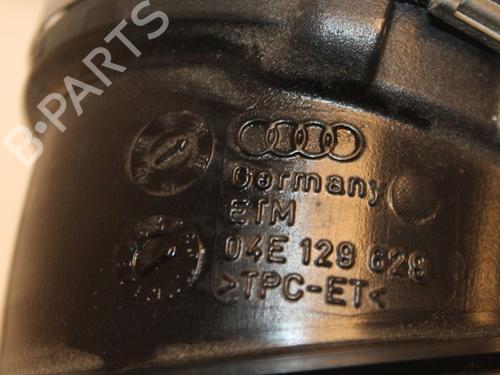 B-PARTS
Germany
ETM
04E 129 629
>TPC-ET<